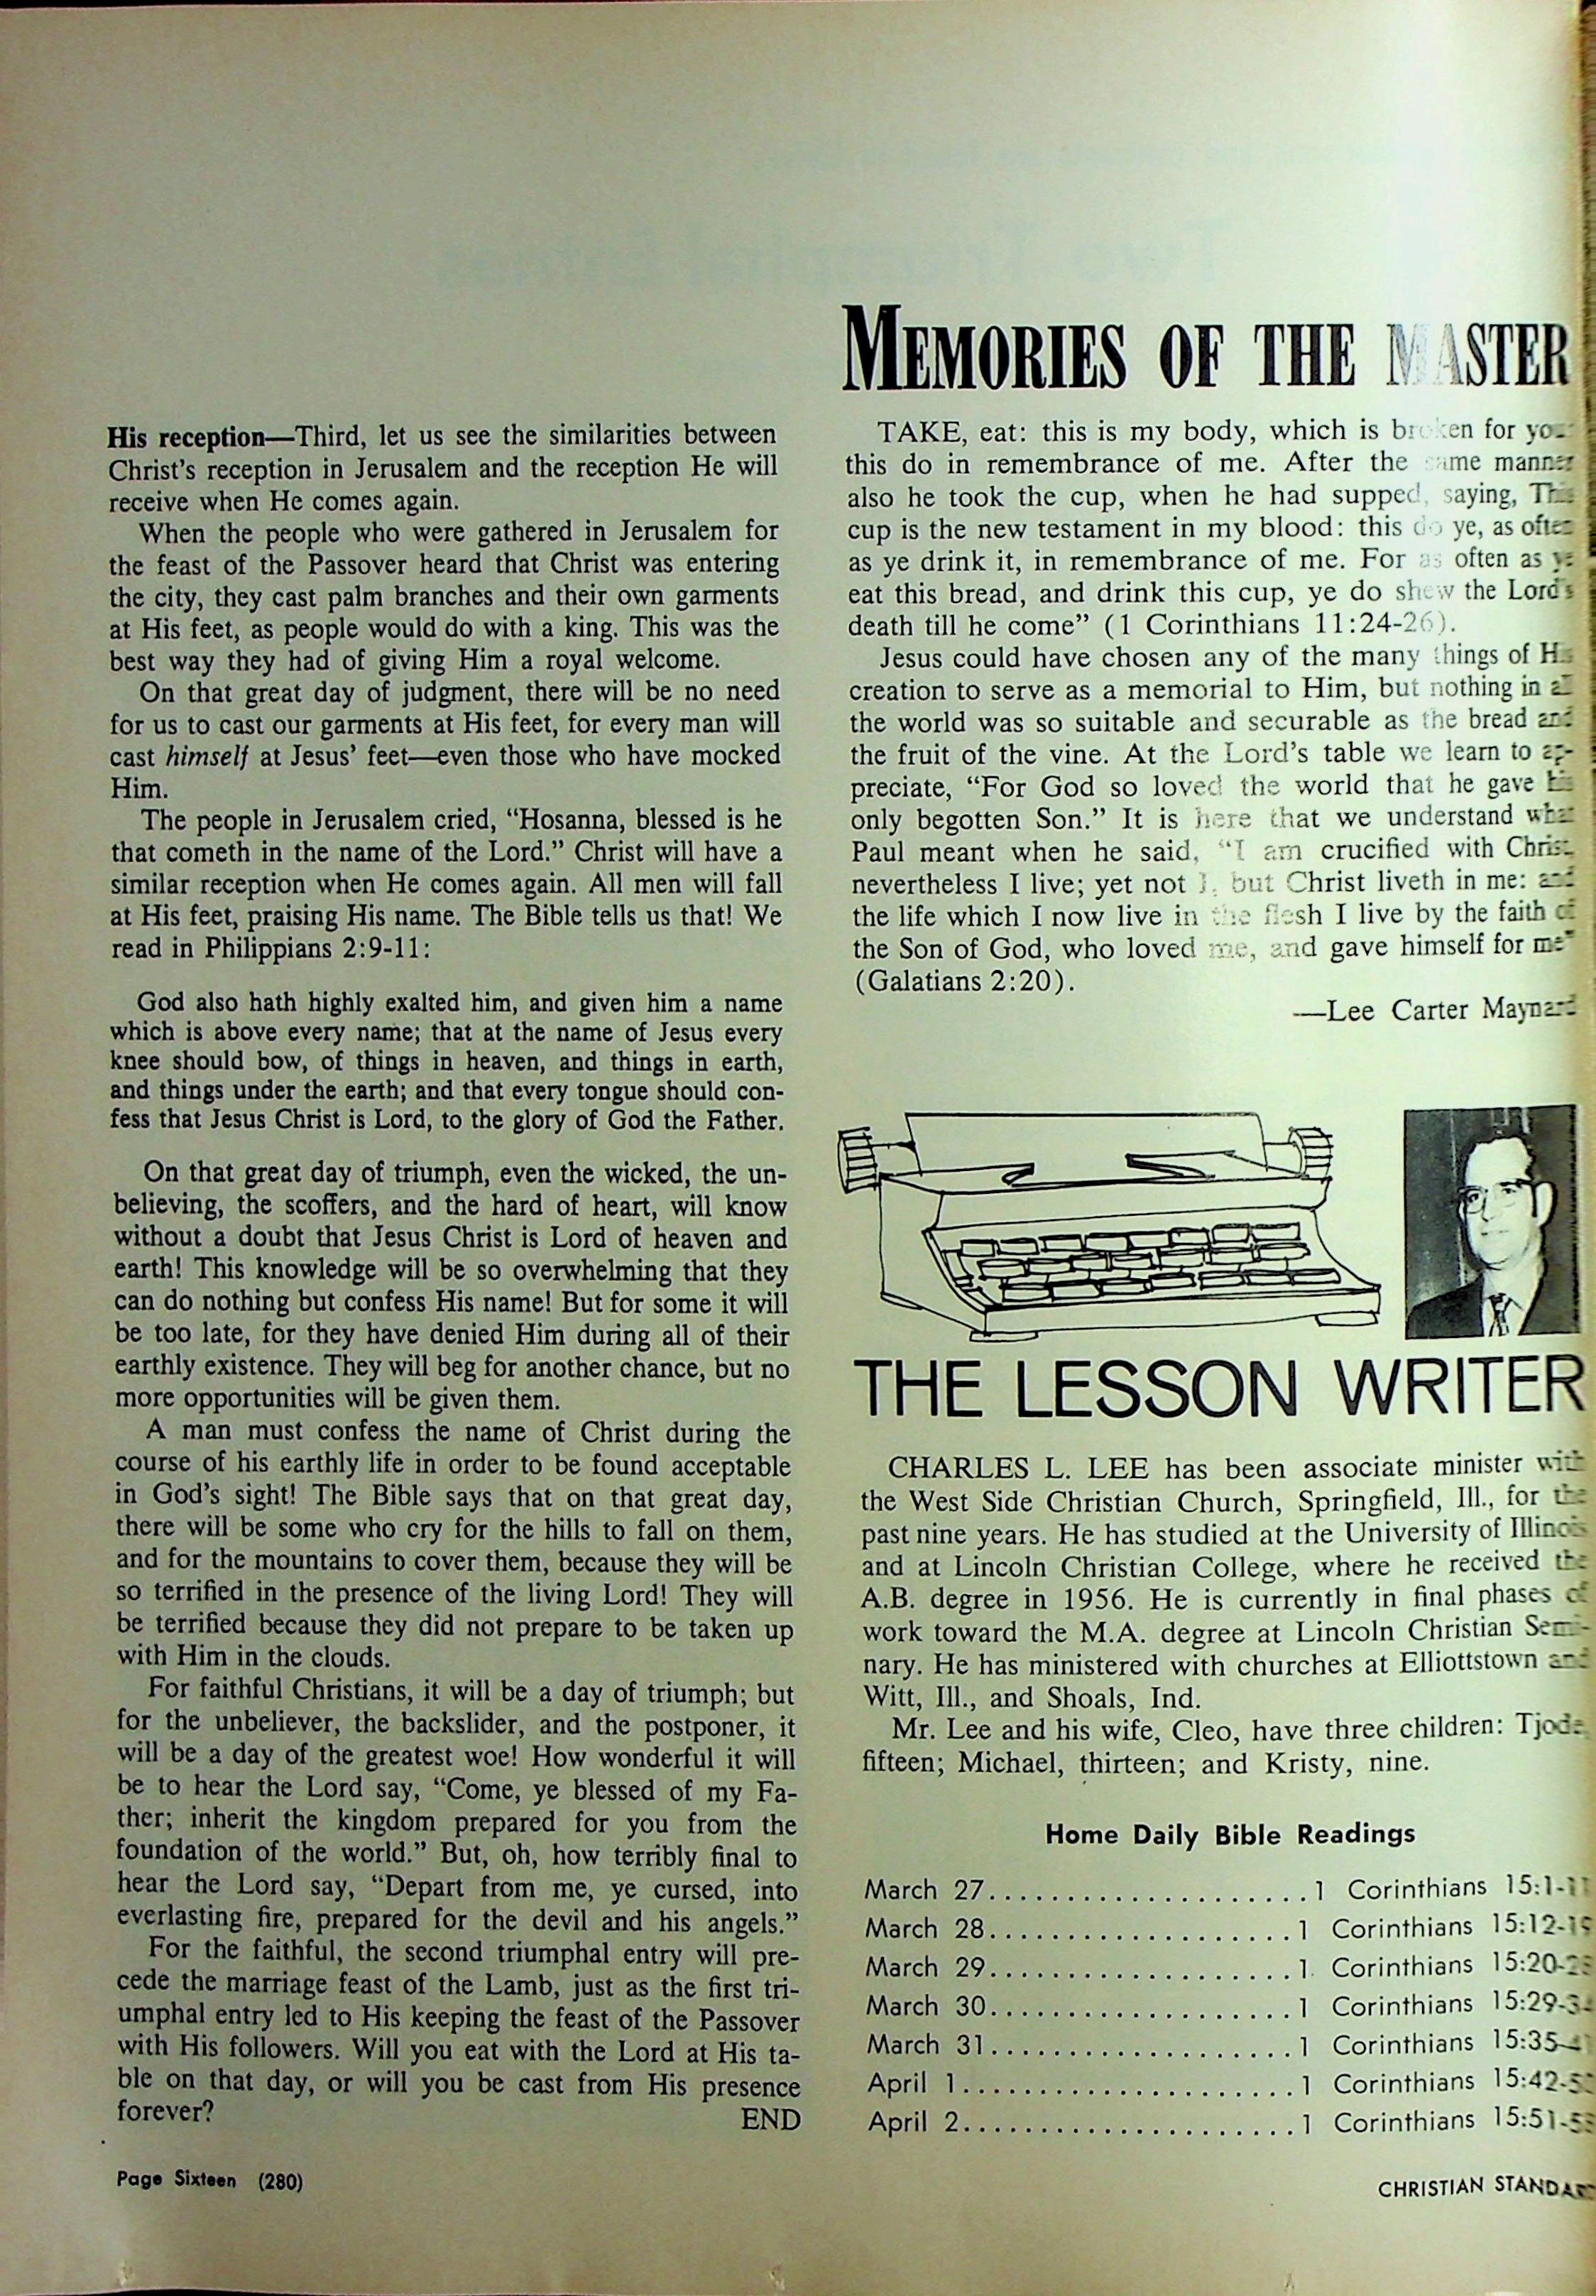 His reception—Third, let us see the similarities between
Christ's reception in Jerusalem and the reception He will
receive when He comes again.
When the people who were gathered in Jerusalem for
the feast of the Passover heard that Christ was entering
the city, they cast palm branches and their own garments
at His feet, as people would do with a king. This was the
best way they had of giving Him a royal welcome.
On that great day of judgment, there will be no need
for us to cast our garments at His feet, for every man will
cast himself at Jesus' feet—even those who have mocked
Him.
The people in Jerusalem cried, “Hosanna, blessed is he
that cometh in the name of the Lord.” Christ will have a
similar reception when He comes again. All men will fall
at His feet, praising His name. The Bible tells us that! We
read in Philippians 2:9-11:
God also hath highly exalted him, and given him a name
which is above every name; that at the name of Jesus every
knee should bow, of things in heaven, and things in earth,
and things under the earth; and that every tongue should con-
fess that Jesus Christ is Lord, to the glory of God the Father.
On that great day of triumph, even the wicked, the un-
believing, the scoffers, and the hard of heart, will know
without a doubt that Jesus Christ is Lord of heaven and
earth! This knowledge will be so overwhelming that they
can do nothing but confess His name! But for some it will
be too late, for they have denied Him during all of their
earthly existence. They will beg for another chance, but no
more opportunities will be given them.
A man must confess the name of Christ during the
course of his earthly life in order to be found acceptable
in God's sight! The Bible says that on that great day,
there will be some who cry for the hills to fall on them,
and for the mountains to cover them, because they will be
so terrified in the presence of the living Lord! They will
be terrified because they did not prepare to be taken up
with Him in the clouds.
For faithful Christians, it will be a day of triumph; but
for the unbeliever, the backslider, and the postponer, it
will be a day of the greatest woe! How wonderful it will
be to hear the Lord say, “Come, ye blessed of my Fa-
ther; inherit the kingdom prepared for you from the
foundation of the world.” But, oh, how terribly final to
hear the Lord say, “Depart from me, ye cursed, into
everlasting fire, prepared for the devil and his angels.”
For the faithful, the second triumphal entry will pre-
cede the marriage feast of the Lamb, just as the first tri-
umphal entry led to His keeping the feast of the Passover
with His followers. Will you eat with the Lord at His ta-
ble on that day, or will you be cast from His presence
forever? END
Page Sixteen (280)
MEMORIES OF THE MASTER
TAKE, eat: this is my body, which is broken for you:
this do in remembrance of me. After the same manner
also he took the cup, when he had supped, saying, This
cup is the new testament in my blood: this do ye, as often
as ye drink it, in remembrance of me. For as often as ye
eat this bread, and drink this cup, ye do shew the Lord's
death till he come” (1 Corinthians 11:24-26).
Jesus could have chosen any of the many things of His
creation to serve as a memorial to Him, but nothing in all
the world was so suitable and securable as the bread and
the fruit of the vine. At the Lord's table we learn to ap-
preciate, “For God so loved the world that he gave his
only begotten Son.” It is here that we understand what
Paul meant when he said, “I am crucified with Christ,
nevertheless I live; yet not I, but Christ liveth in me: and
the life which I now live in the flesh I live by the faith of
the Son of God, who loved me, and gave himself for me”
(Galatians 2:20).
—Lee Carter Maynard
THE LESSON WRITER
CHARLES L. LEE has been associate minister with
the West Side Christian Church, Springfield, Ill., for the
past nine years. He has studied at the University of Illinois
and at Lincoln Christian College, where he received the
A.B. degree in 1956. He is currently in final phases of
work toward the M.A. degree at Lincoln Christian Semi-
nary. He has ministered with churches at Elliottstown and
Witt, Ill., and Shoals, Ind.
Mr. Lee and his wife, Cleo, have three children:
fifteen; Michael, thirteen; and Kristy, nine.
Home Daily Bible Readings
March 27.....................1 Corinthians 15:1-11
March 28....................1 Corinthians 15:12-19
March 29....................1 Corinthians
March 30....................1 Corinthians 15:29-34
March 31....................1 Corinthians
April 1......................1 Corinthians
April 2......................1 Corinthians
CHRISTIAN STANDARD